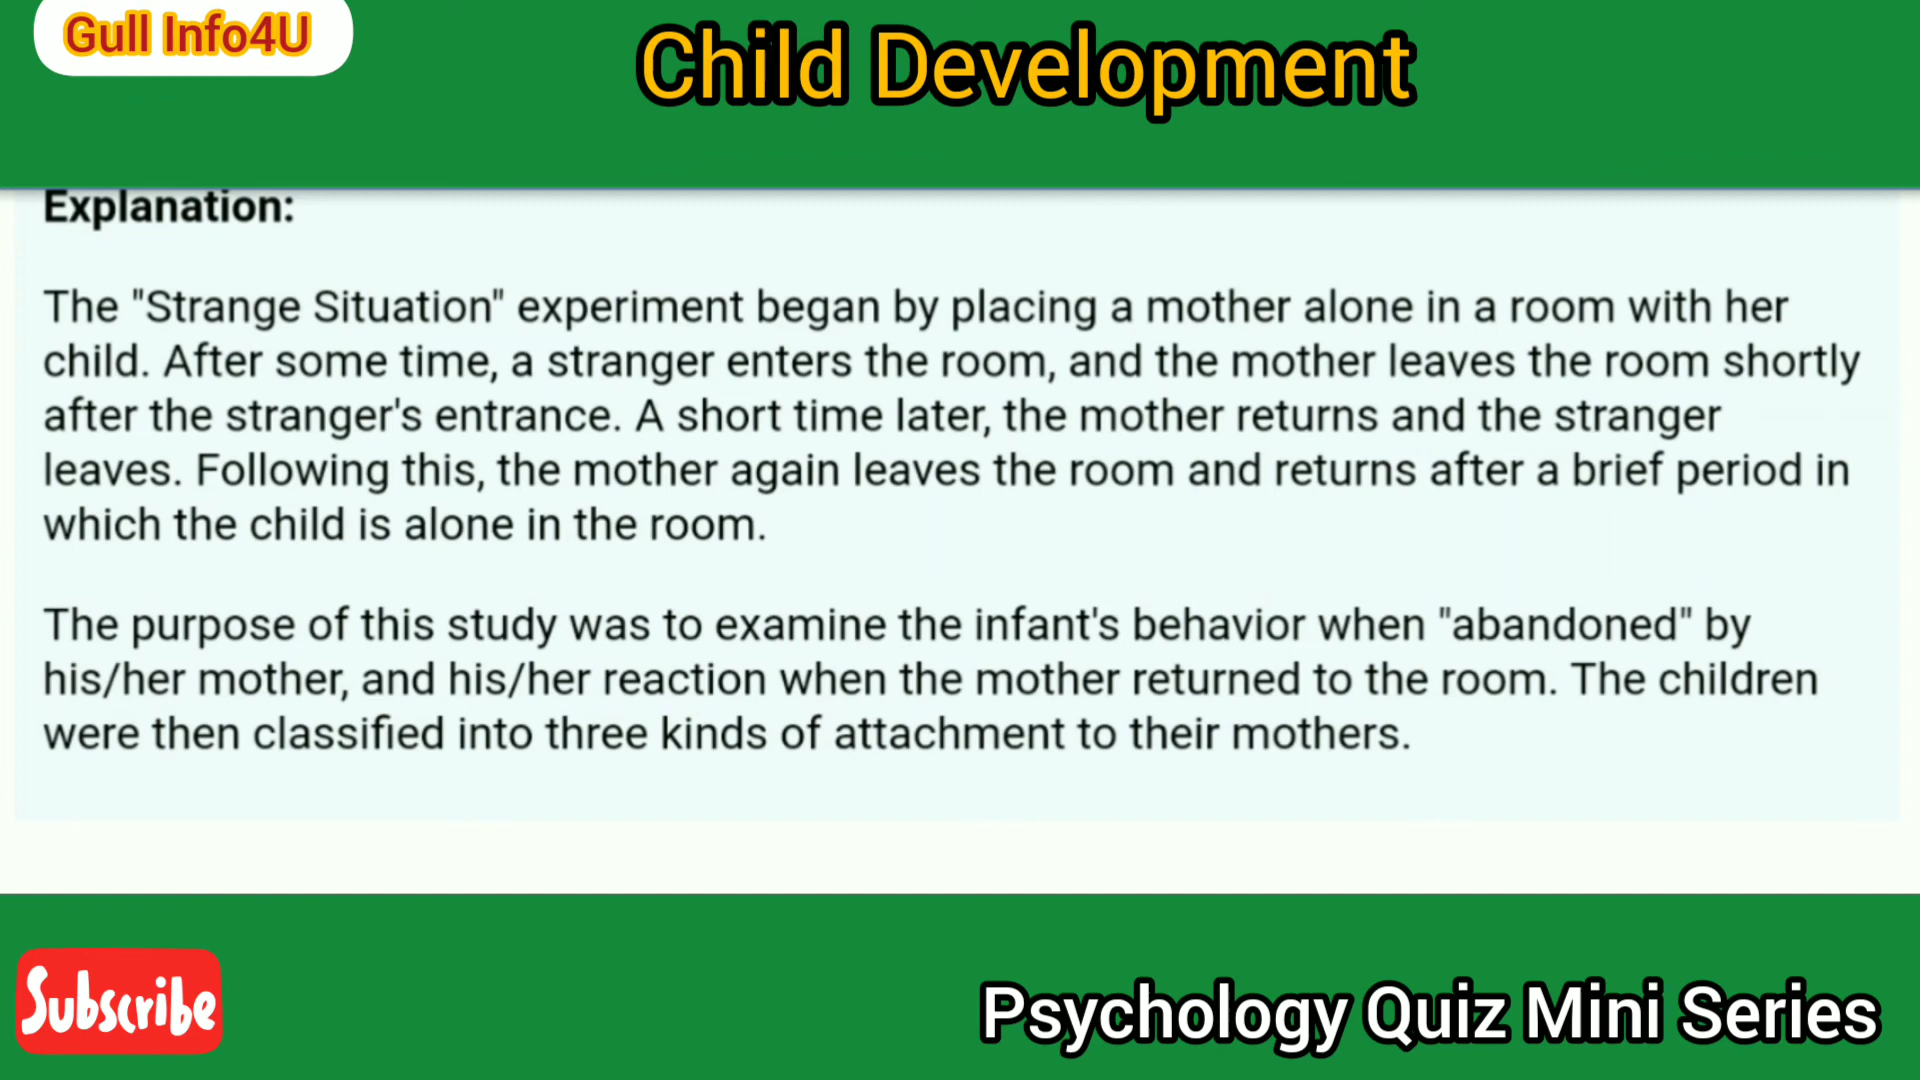 Gull Info4U
Child Development
Explanation:
The "Strange Situation" experiment began by placing a mother alone in a room with her
child. After some time, a stranger enters the room, and the mother leaves the room shortly
after the stranger's entrance. A short time later, the mother returns and the stranger
leaves. Following this, the mother again leaves the room and returns after a brief period in
which the child is alone in the room.
The purpose of this study was to examine the infant's behavior when "abandoned" by
his/her mother, and his/her reaction when the mother returned to the room. The children
were then classified into three kinds of attachment to their mothers.
Subscribe
Psychology Quiz Mini Series